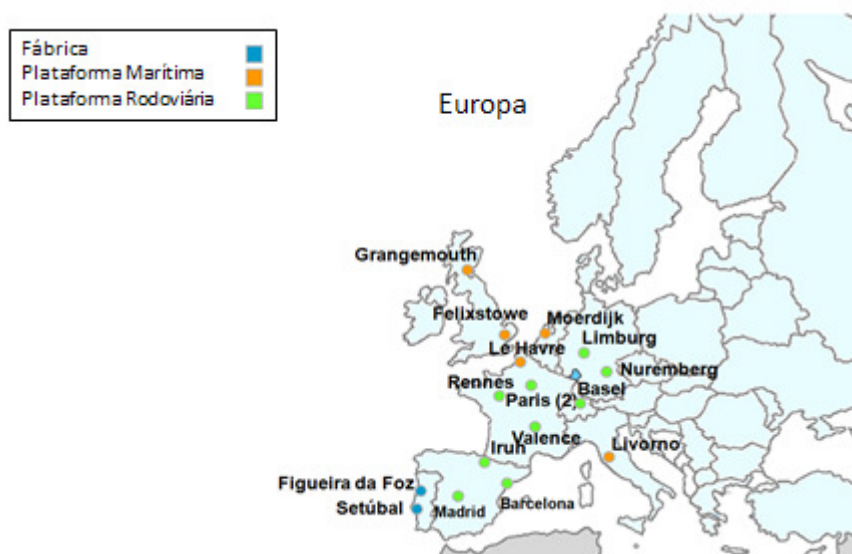 Fábrica
Plataforma Marítima
Plataforma Rodoviária
Europa
Grangemouth
Felixstowe
Moerdijk
Limburg
Le Havre
Nuremberg
Rennes
Basel
Paris (2)
Valence
Irun
Livorno
Figueira da Foz
Barcelona
Madrid
Setúbal